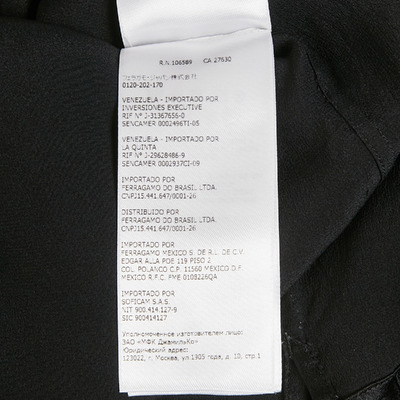 R.N. 106589 CA 27630
0120-202-170
VENEZUELA - IMPORTADO POR
INVERSIONES EXECUTIVE
RIF Nº J-31367656-0
SENCAMER 0002496TI-05
VENEZUELA - IMPORTADO POR
LA QUINTA
RIF Nº J-28628486-9
SENCAMER 0002937CI-09
IMPORTADO POR
FERRAGAMO DO BRASIL LTDA.
CNPJ15.441.647/0001-26
DISTRIBUIDO POR
FERRAGAMO DO BRASIL LTDA.
CNPJ15.441.647/0001-26
IMPORTADO POR
FERRAGAMO MEXICO S. DE R.L. DE C.V.
EDGAR ALLA POE 119 PISO 2
COL. POLANCO C.P. 11560 MEXICO D.F.
MEXICO R.F.C. FME 0108226QA
IMPORTADO POR
SOFICAM S.A.S.
NIT 900.414.127-9
SIC 900414127
Уполномоченное изготовителем лицо:
ЗАО «МФК ДжамильКо»
Юридический адрес:
123022, г. Москва, ул.1905 года, д. 10, стр.1